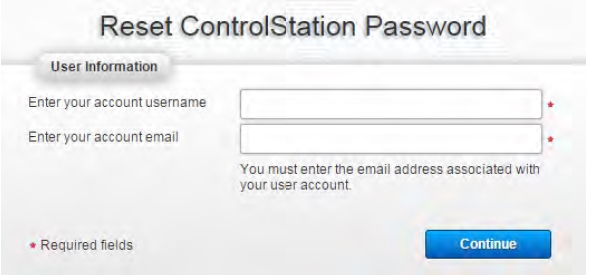 Reset ControlStation Password
User Information
Enter your account username
*
Enter your account email
*
You must enter the email address associated with
your user account.
* Required fields
Continue